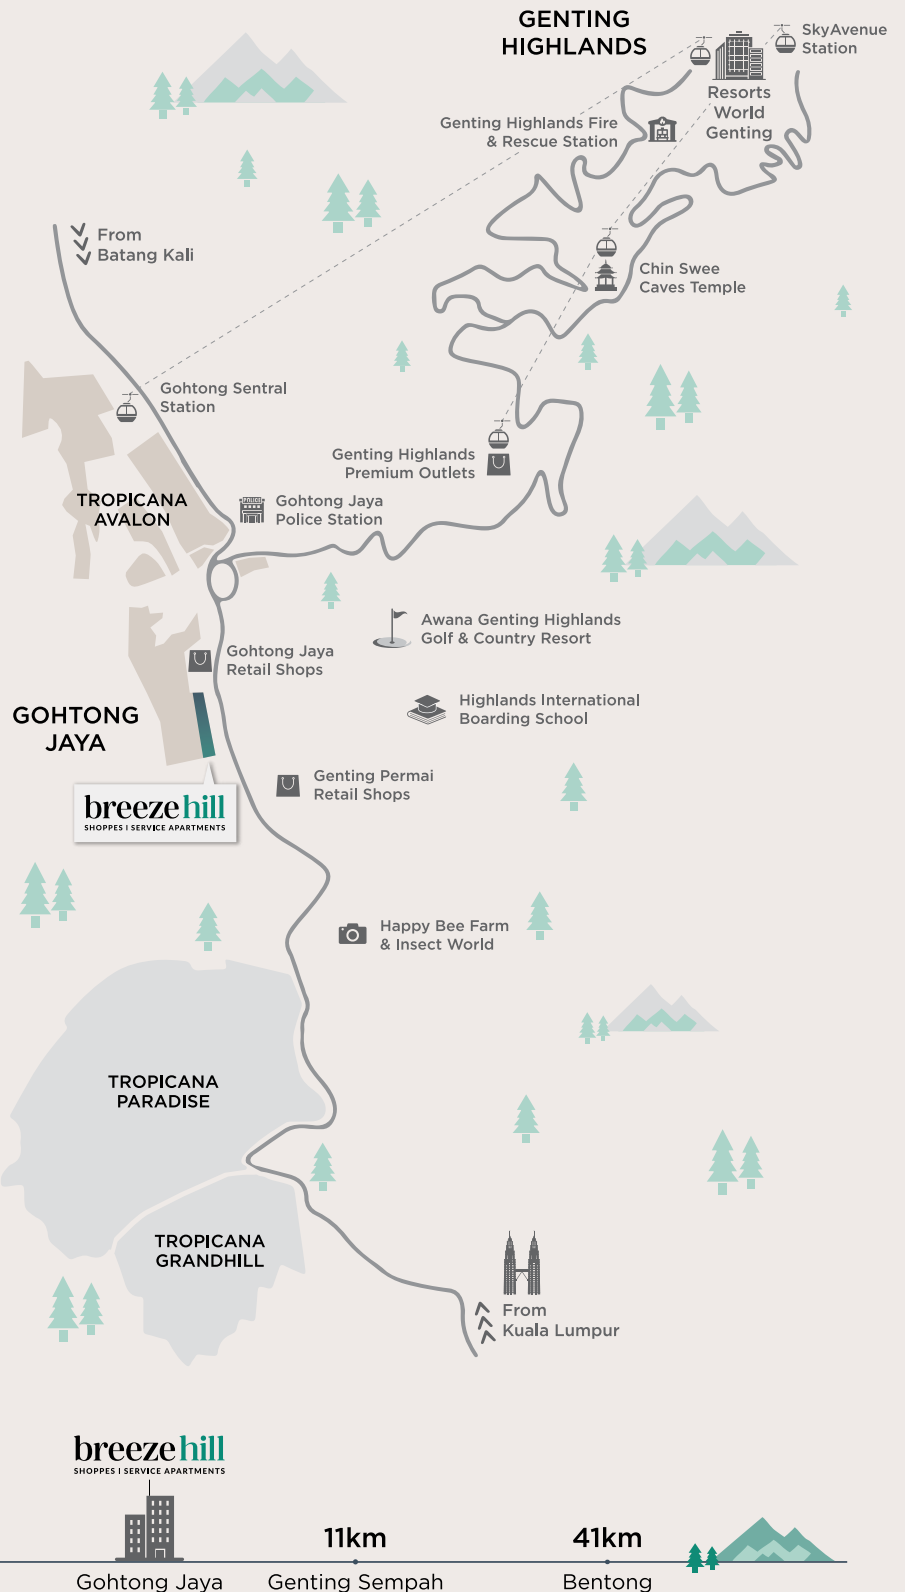 GENTING
HIGHLANDS
SkyAvenue
Station
Resorts
World
Genting
Genting Highlands Fire
& Rescue Station
From
Batang Kali
Chin Swee
Caves Temple
Gohtong Sentral
Station
Genting Highlands
Premium Outlets
TROPICANA
AVALON
POLICE
Gohtong Jaya
Police Station
Awana Genting Highlands
Golf & Country Resort
Gohtong Jaya
Retail Shops
Highlands International
Boarding School
GOHTONG
JAYA
Genting Permai
Retail Shops
breezehill
SHOPPES | SERVICE APARTMENTS
Happy Bee Farm
& Insect World
TROPICANA
PARADISE
TROPICANA
GRANDHILL
From
Kuala Lumpur
breezehill
SHOPPES | SERVICE APARTMENTS
11km
41km
Gohtong Jaya
Genting Sempah
Bentong